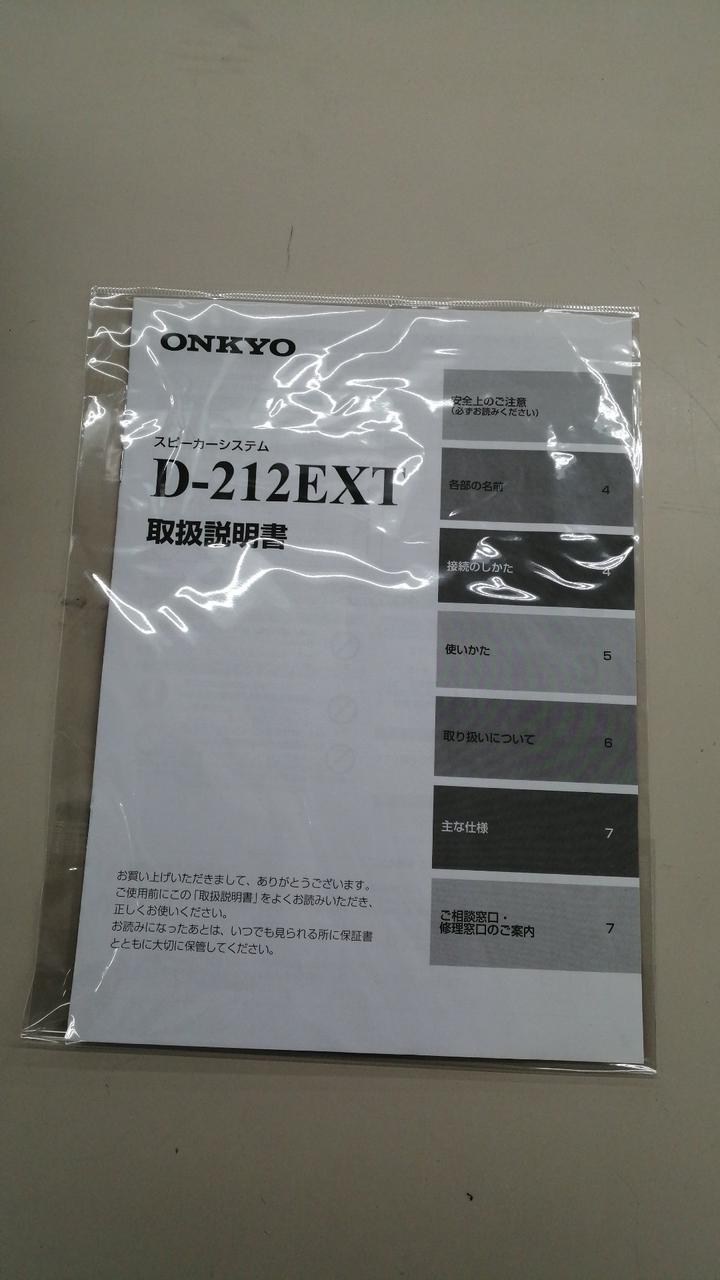 ONKYO
スピーカーシステム
D-212EXT
取扱説明書
安全上のご注意
(必ずお読みください)
各部の名前 4
接続のしかた 4
使いかた 5
取り扱いについて 6
主な仕様 7
ご相談窓口・
修理窓口のご案内 7
お買い上げいただきまして、ありがとうございます。
ご使用前にこの「取扱説明書」をよくお読みいただき、
正しくお使いください。
お読みになったあとは、いつでも見られる所に保証書
とともに大切に保管してください。